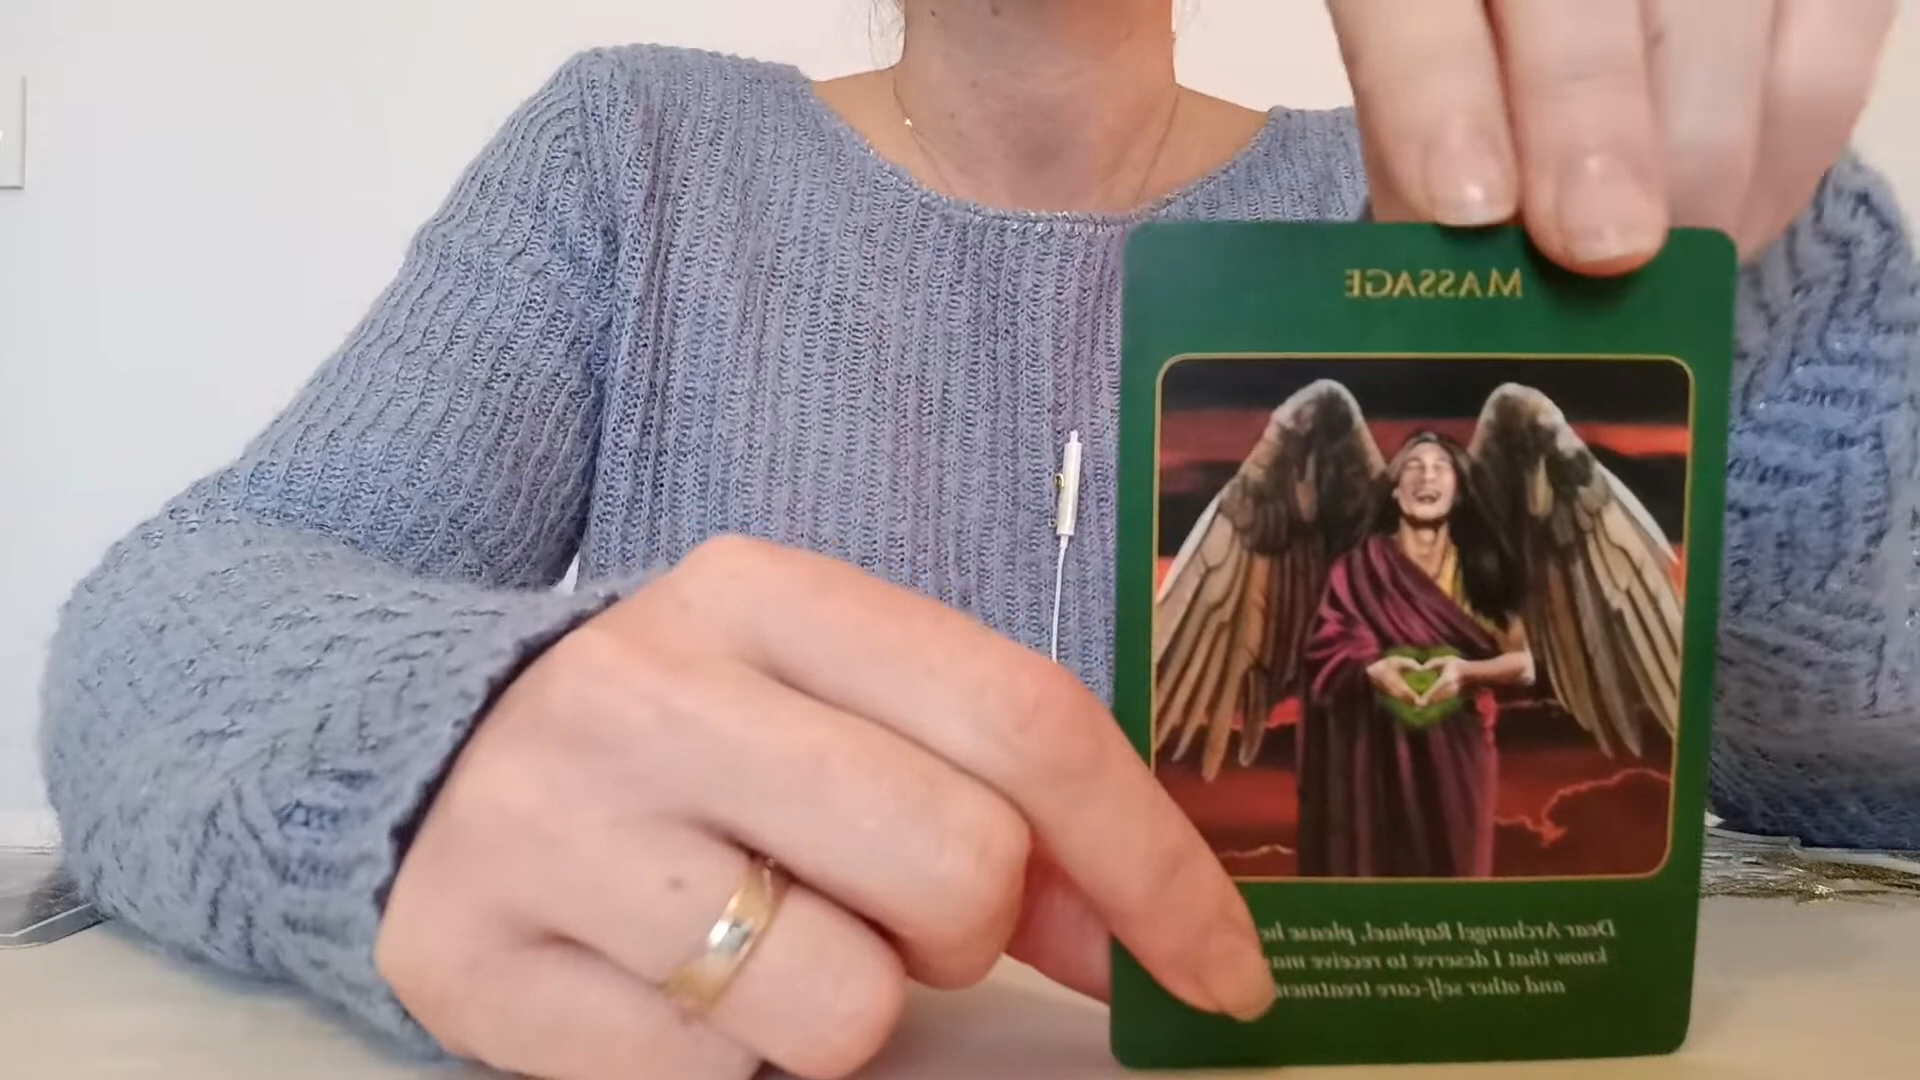 MASSAGE
Dear Archangel Raphael, please
know that I deserve to receive
and other self-care